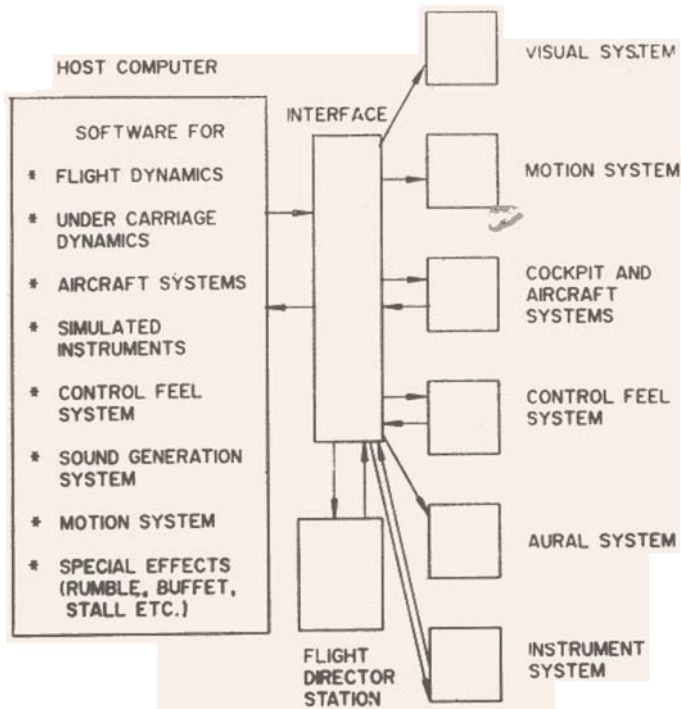 HOST COMPUTER
SOFTWARE FOR
* FLIGHT DYNAMICS
* UNDER CARRIAGE
DYNAMICS
* AIRCRAFT SYSTEMS
* SIMULATED
INSTRUMENTS
* CONTROL FEEL
SYSTEM
* SOUND GENERATION
SYSTEM
* MOTION SYSTEM
* SPECIAL EFFECTS
(RUMBLE, BUFFET,
STALL ETC.)
INTERFACE
FLIGHT
DIRECTOR
STATION
VISUAL SYSTEM
MOTION SYSTEM
COCKPIT AND
AIRCRAFT
SYSTEMS
CONTROL FEEL
SYSTEM
AURAL SYSTEM
INSTRUMENT
SYSTEM